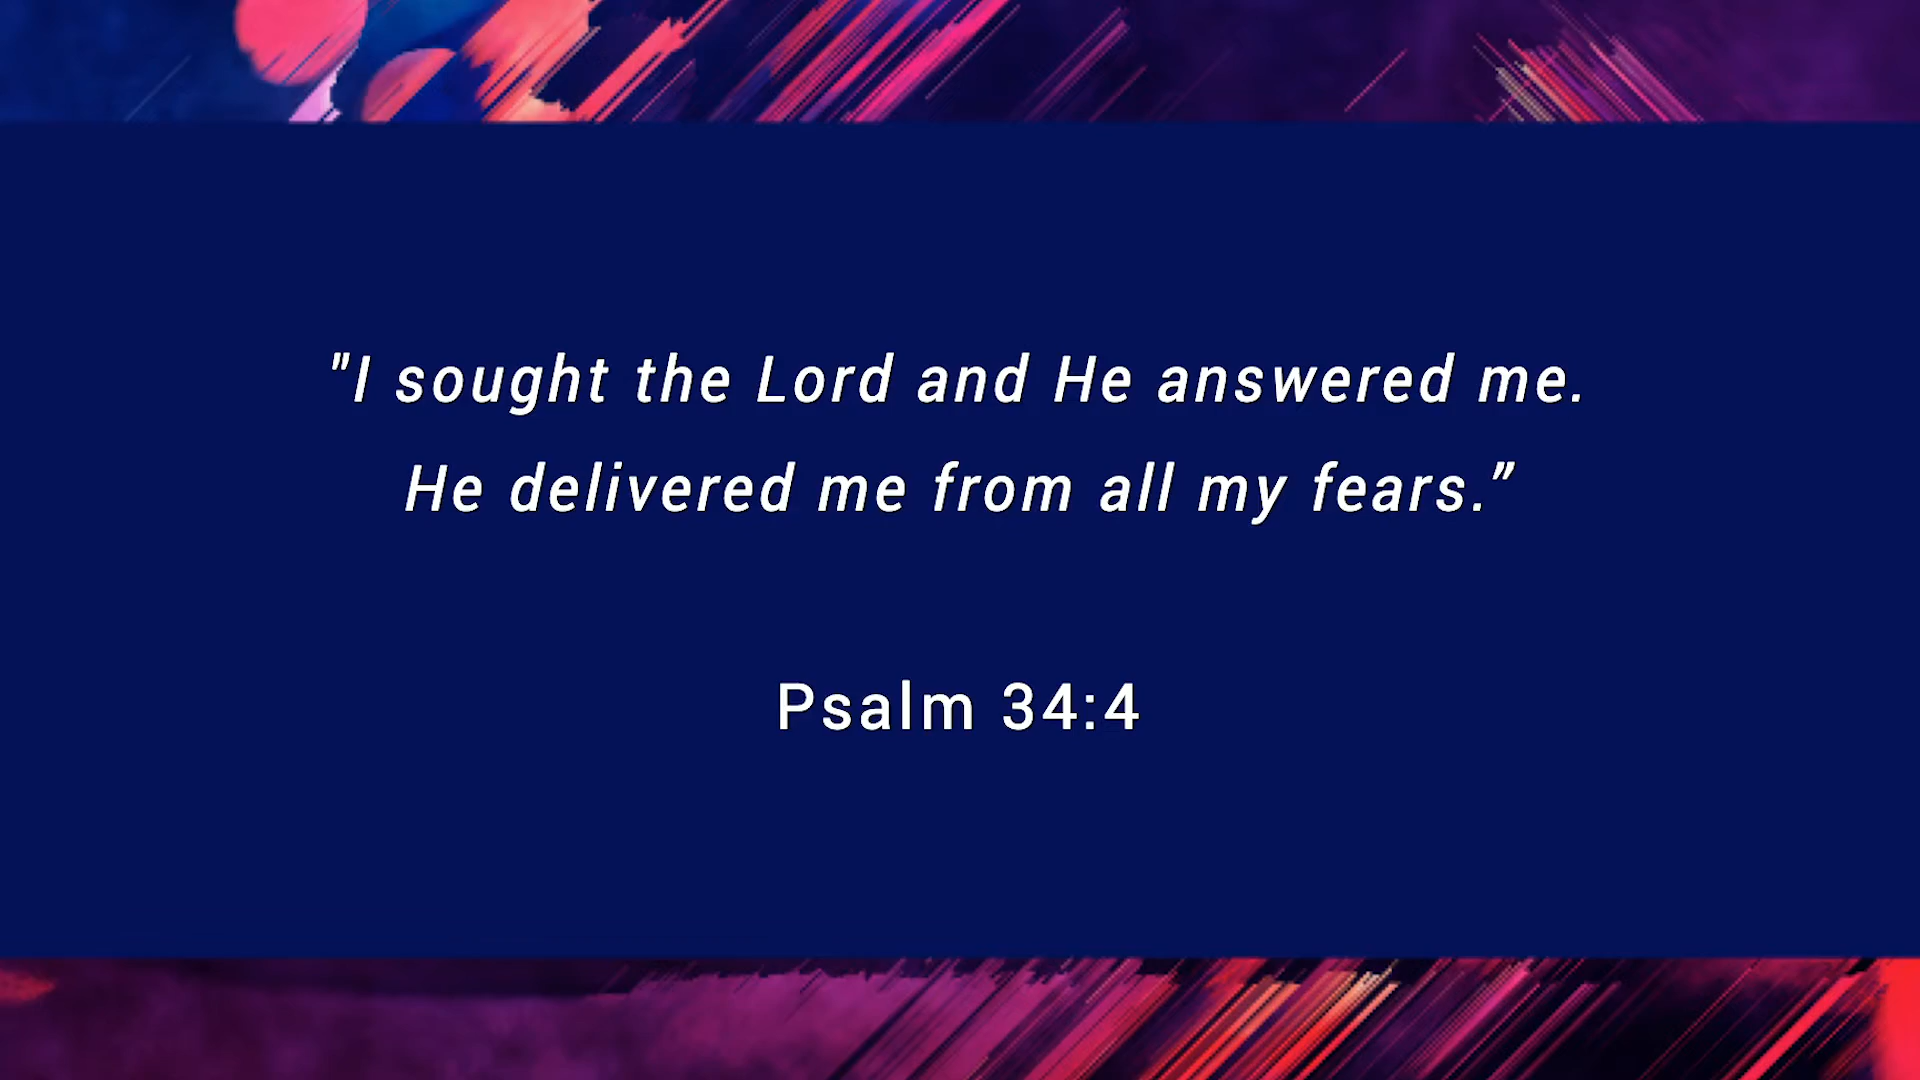 "I sought the Lord and He answered me.
He delivered me from all my fears.”
Psalm 34:4